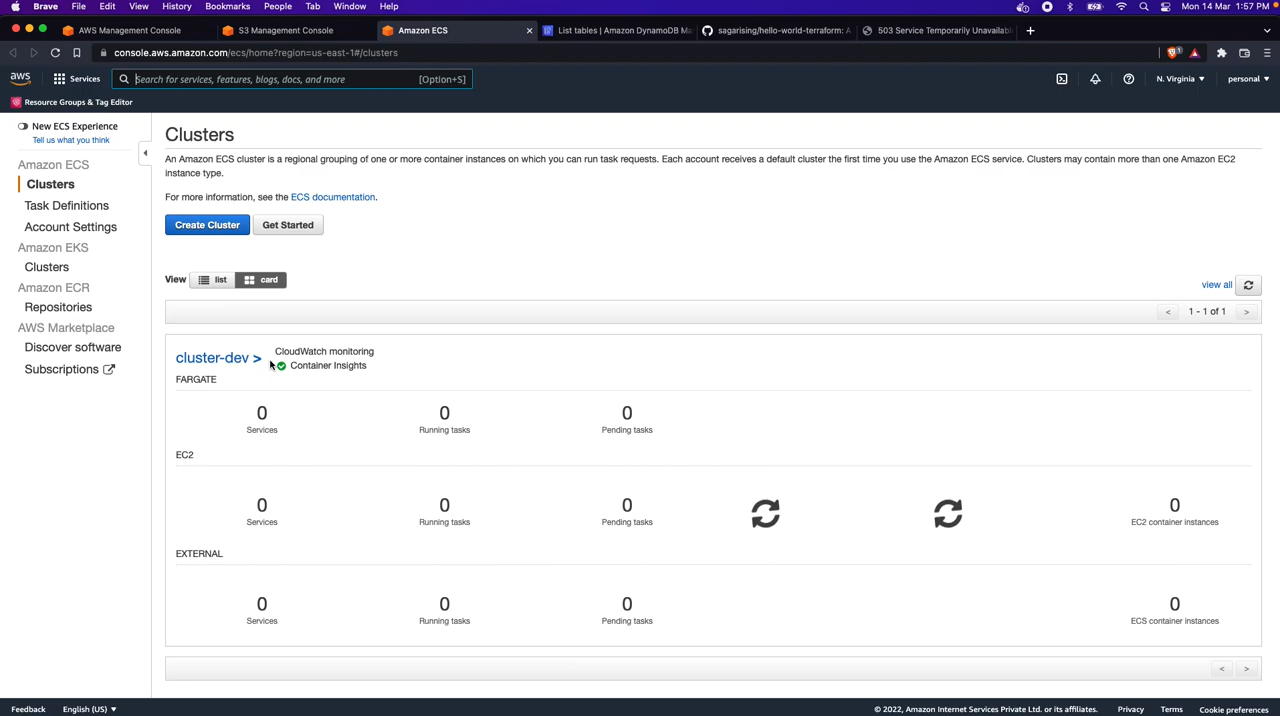 Brave File Edit View History Bookmarks People Tab Window Help Mon 14 Mar 1:57 PM
AWS Management Console S3 Management Console Amazon ECS List tables | Amazon DynamoDB Ma sagarising/hello-world-terraform: A 503 Service Temporarily Unavailabl
console.aws.amazon.com/ecs/home?region=us-east-1#/clusters
aws Services Search for services, features, blogs, docs, and more [Option+S] N. Virginia ▼ personal ▼
Resource Groups & Tag Editor
New ECS Experience
Tell us what you think
Amazon ECS
Clusters
Task Definitions
Account Settings
Amazon EKS
Clusters
Amazon ECR
Repositories
AWS Marketplace
Discover software
Subscriptions
Clusters
An Amazon ECS cluster is a regional grouping of one or more container instances on which you can run task requests. Each account receives a default cluster the first time you use the Amazon ECS service. Clusters may contain more than one Amazon EC2
instance type.
For more information, see the ECS documentation.
Create Cluster Get Started
View list card
view all
< 1 - 1 of 1 >
cluster-dev > CloudWatch monitoring
Container Insights
FARGATE
0 0 0
Services Running tasks Pending tasks
EC2
0 0 0 0
Services Running tasks Pending tasks EC2 container instances
EXTERNAL
0 0 0 0
Services Running tasks Pending tasks ECS container instances
< >
Feedback English (US) ▼ © 2022, Amazon Internet Services Private Ltd. or its affiliates. Privacy Terms Cookie preferences